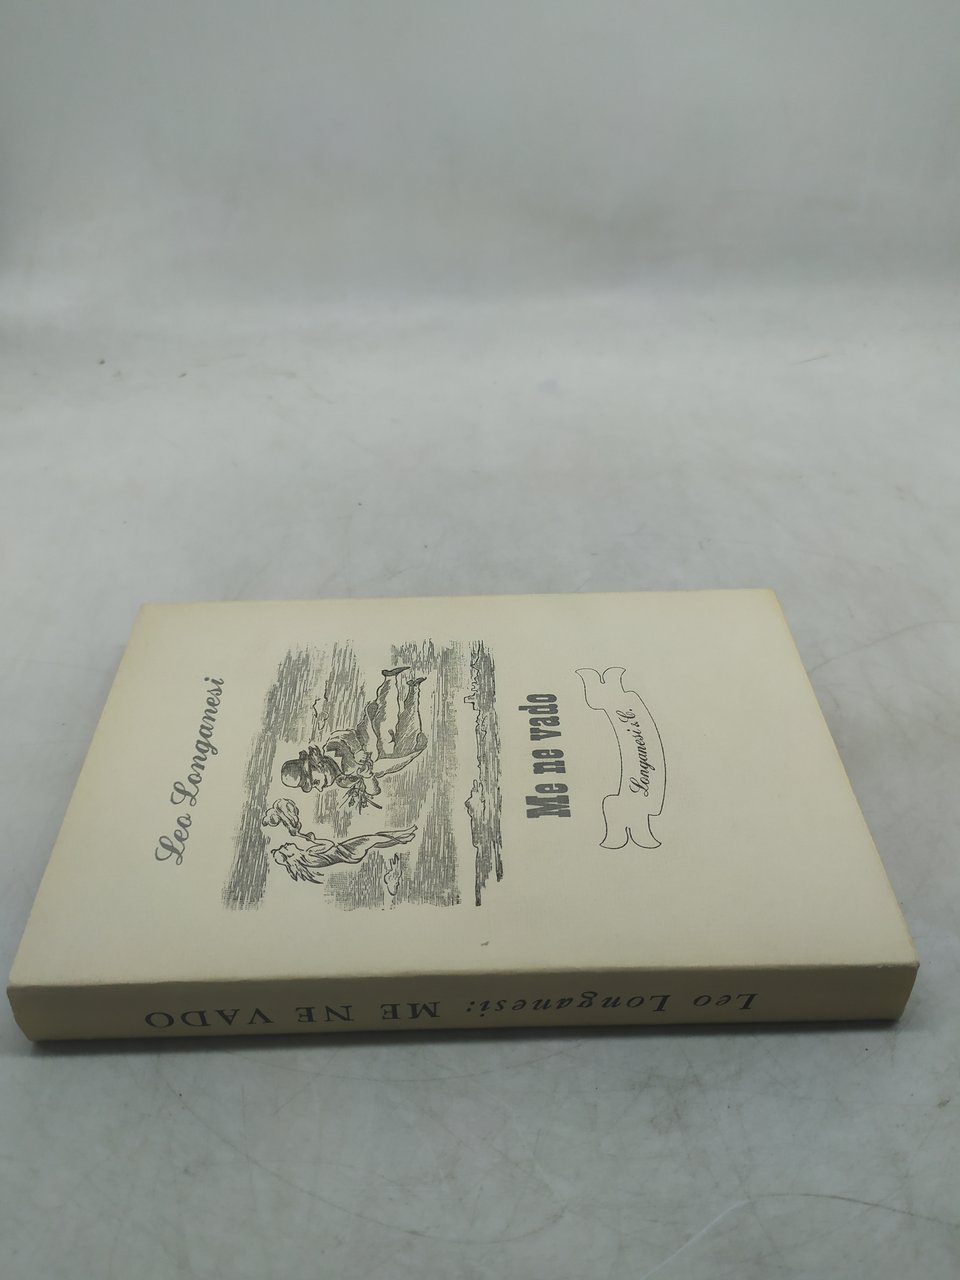 Leo Longanesi
Me ne vado
Longanesi & C.
Leo Longanesi: ME NE VADO